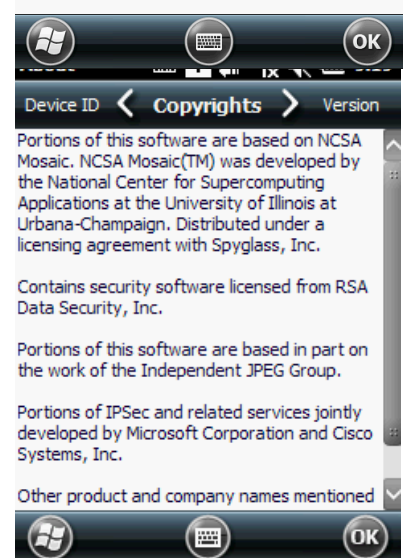 OK
Device ID Copyrights Version
Portions of this software are based on NCSA
Mosaic. NCSA Mosaic(TM) was developed by
the National Center for Supercomputing
Applications at the University of Illinois at
Urbana-Champaign. Distributed under a
licensing agreement with Spyglass, Inc.
Contains security software licensed from RSA
Data Security, Inc.
Portions of this software are based in part on
the work of the Independent JPEG Group.
Portions of IPSec and related services jointly
developed by Microsoft Corporation and Cisco
Systems, Inc.
Other product and company names mentioned
OK